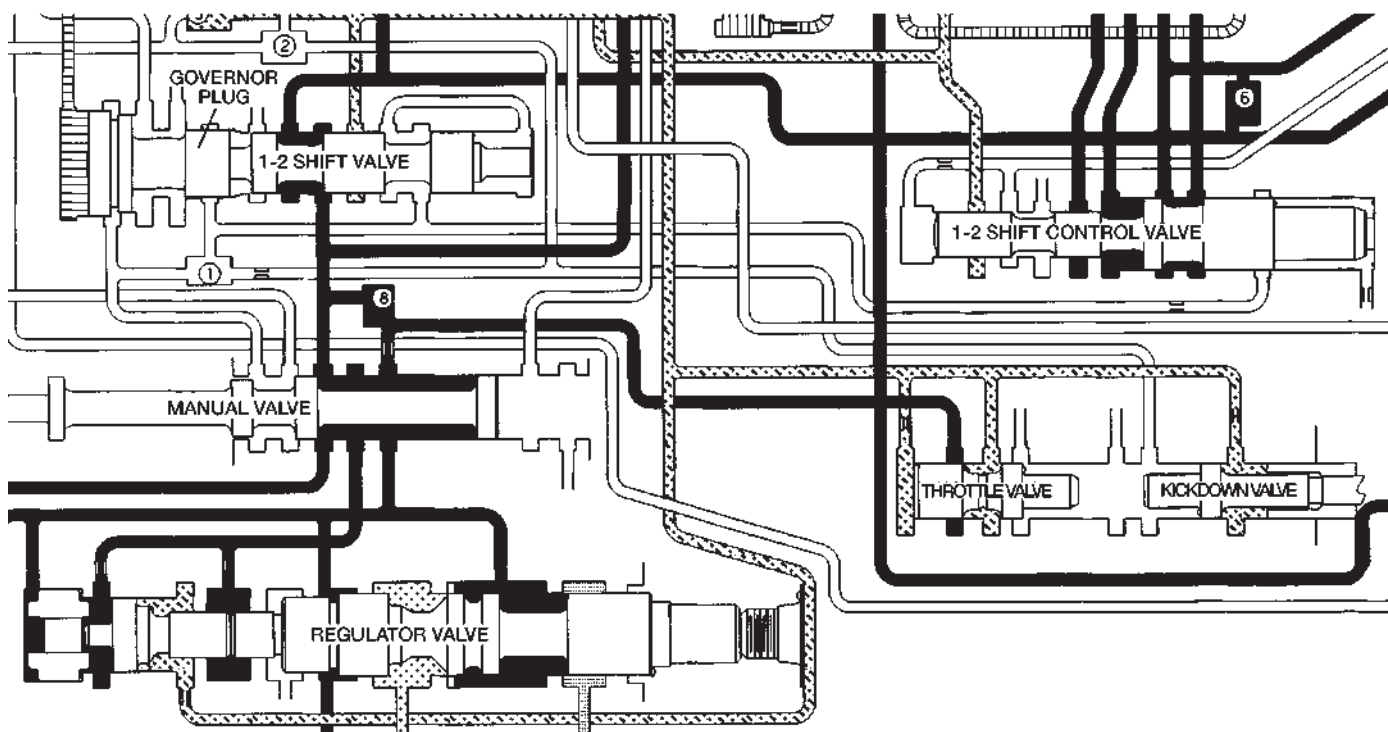 2
GOVERNOR
PLUG
6
1-2 SHIFT VALVE
1-2 SHIFT CONTROL VALVE
1
8
MANUAL VALVE
THROTTLE VALVE
KICKDOWN VALVE
REGULATOR VALVE